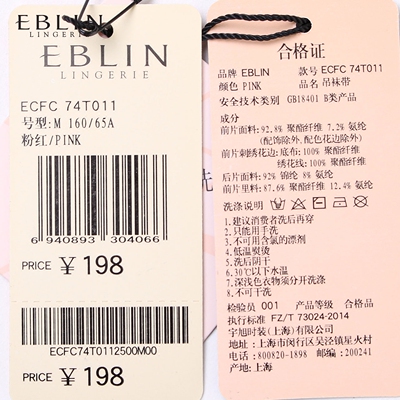 EBLIN
LINGERIE
EBLIN
LINGERIE
ECFC 74T011
号型:M 160/65A
粉红/PINK
6 940893 304066
PRICE ¥ 198
ECFC74T0112500M00
PRICE ¥ 198
合格证
品牌 EBLIN 款号 ECFC 74T011
颜色 PINK 品名 吊袜带
安全技术类别 GB18401 B类产品
成分
前片面料: 92.8% 聚酯纤维 7.2% 氨纶
(配饰除外, 配色花边除外)
前片刺绣花边: 底布: 100% 聚酯纤维
绣花线: 100% 聚酯纤维
后片面料: 92% 锦纶 8% 氨纶
前片里料: 87.6% 聚酯纤维 12.4% 氨纶
洗涤说明
1. 建议消费者洗后再穿
2. 只能用手洗
3. 不可用含氯的漂剂
4. 低温熨烫
5. 洗后阴干
6. 30℃以下水温
7. 深浅色衣物须分开洗涤
8. 不可干洗
检验员 001 产品等级 合格品
执行标准 FZ/T 73024-2014
宇旭时装(上海)有限公司
地址: 上海市闵行区吴泾镇星火村
电话: 800820-1898 邮编: 200241
产地: 上海
洗